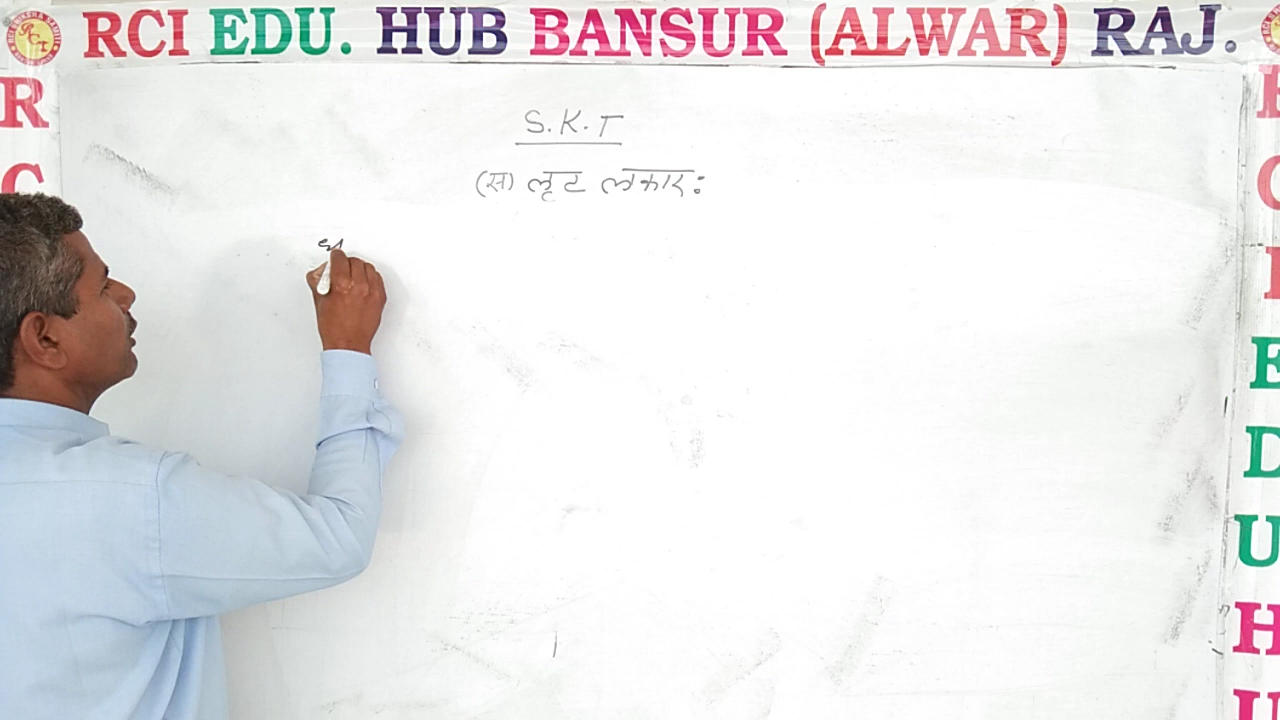 RCI EDU. HUB BANSUR (ALWAR) RAJ.
S.K.T
(स) लृट लकार:
R
C
R
C
I
E
D
U
H
U